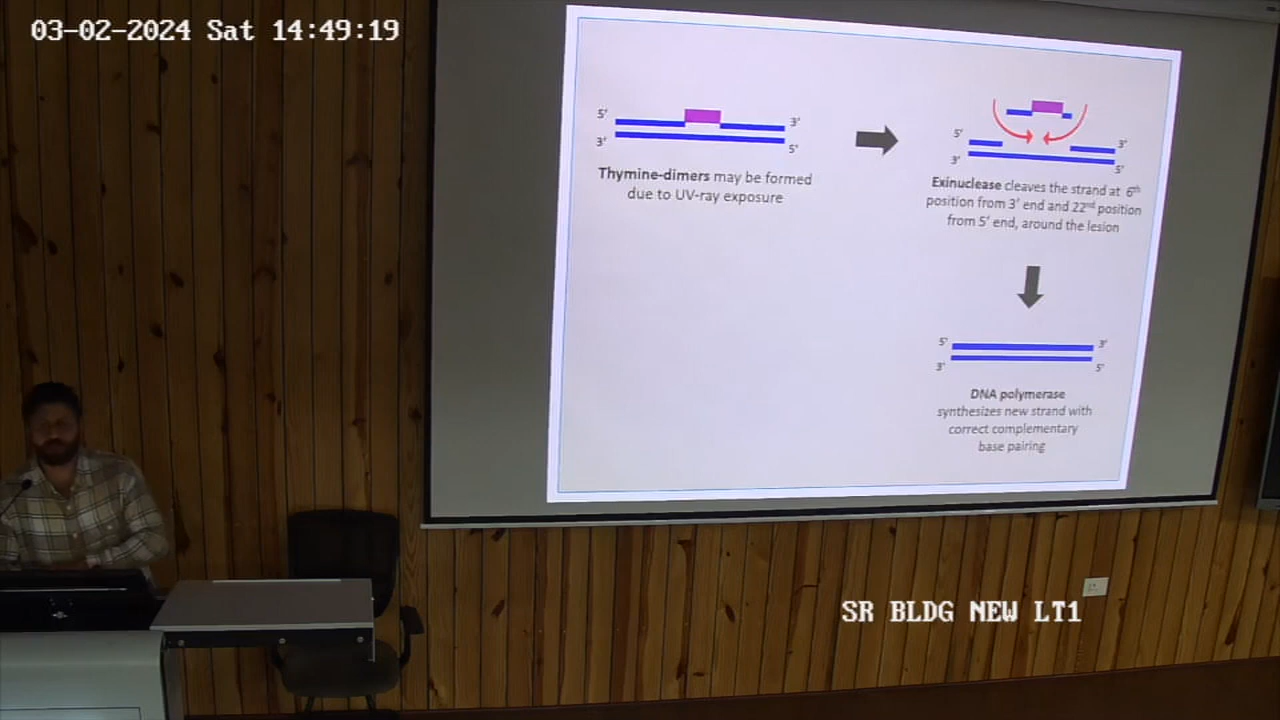 03-02-2024 Sat 14:49:19
5'
3'
3'
5'
Thymine-dimers may be formed
due to UV-ray exposure
5'
3'
3'
5'
Exinuclease cleaves the strand at 6th
position from 3' end and 22nd position
from 5' end, around the lesion
5'
3'
3'
5'
DNA polymerase
synthesizes new strand with
correct complementary
base pairing
SR BLDG NEW LT1